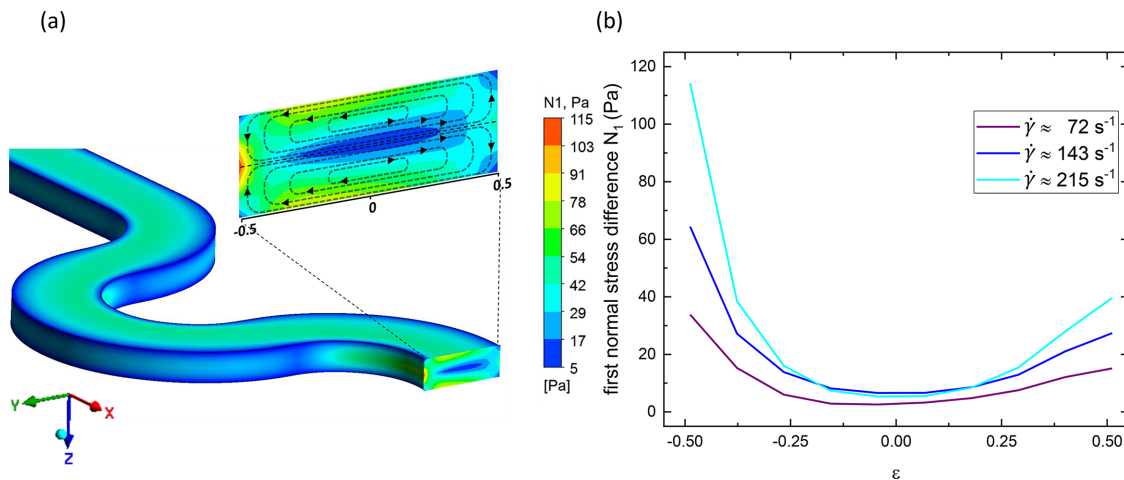 (a)
(b)
N1, Pa
115
103
91
78
66
54
41
29
17
5
[Pa]
-0.5
0
0.5
Y
X
Z
first normal stress difference N₁ (Pa)
120
100
80
60
40
20
0
-0.50
-0.25
0.00
0.25
0.50
ε
γ̇ ≈ 72 s⁻¹
γ̇ ≈ 143 s⁻¹
γ̇ ≈ 215 s⁻¹